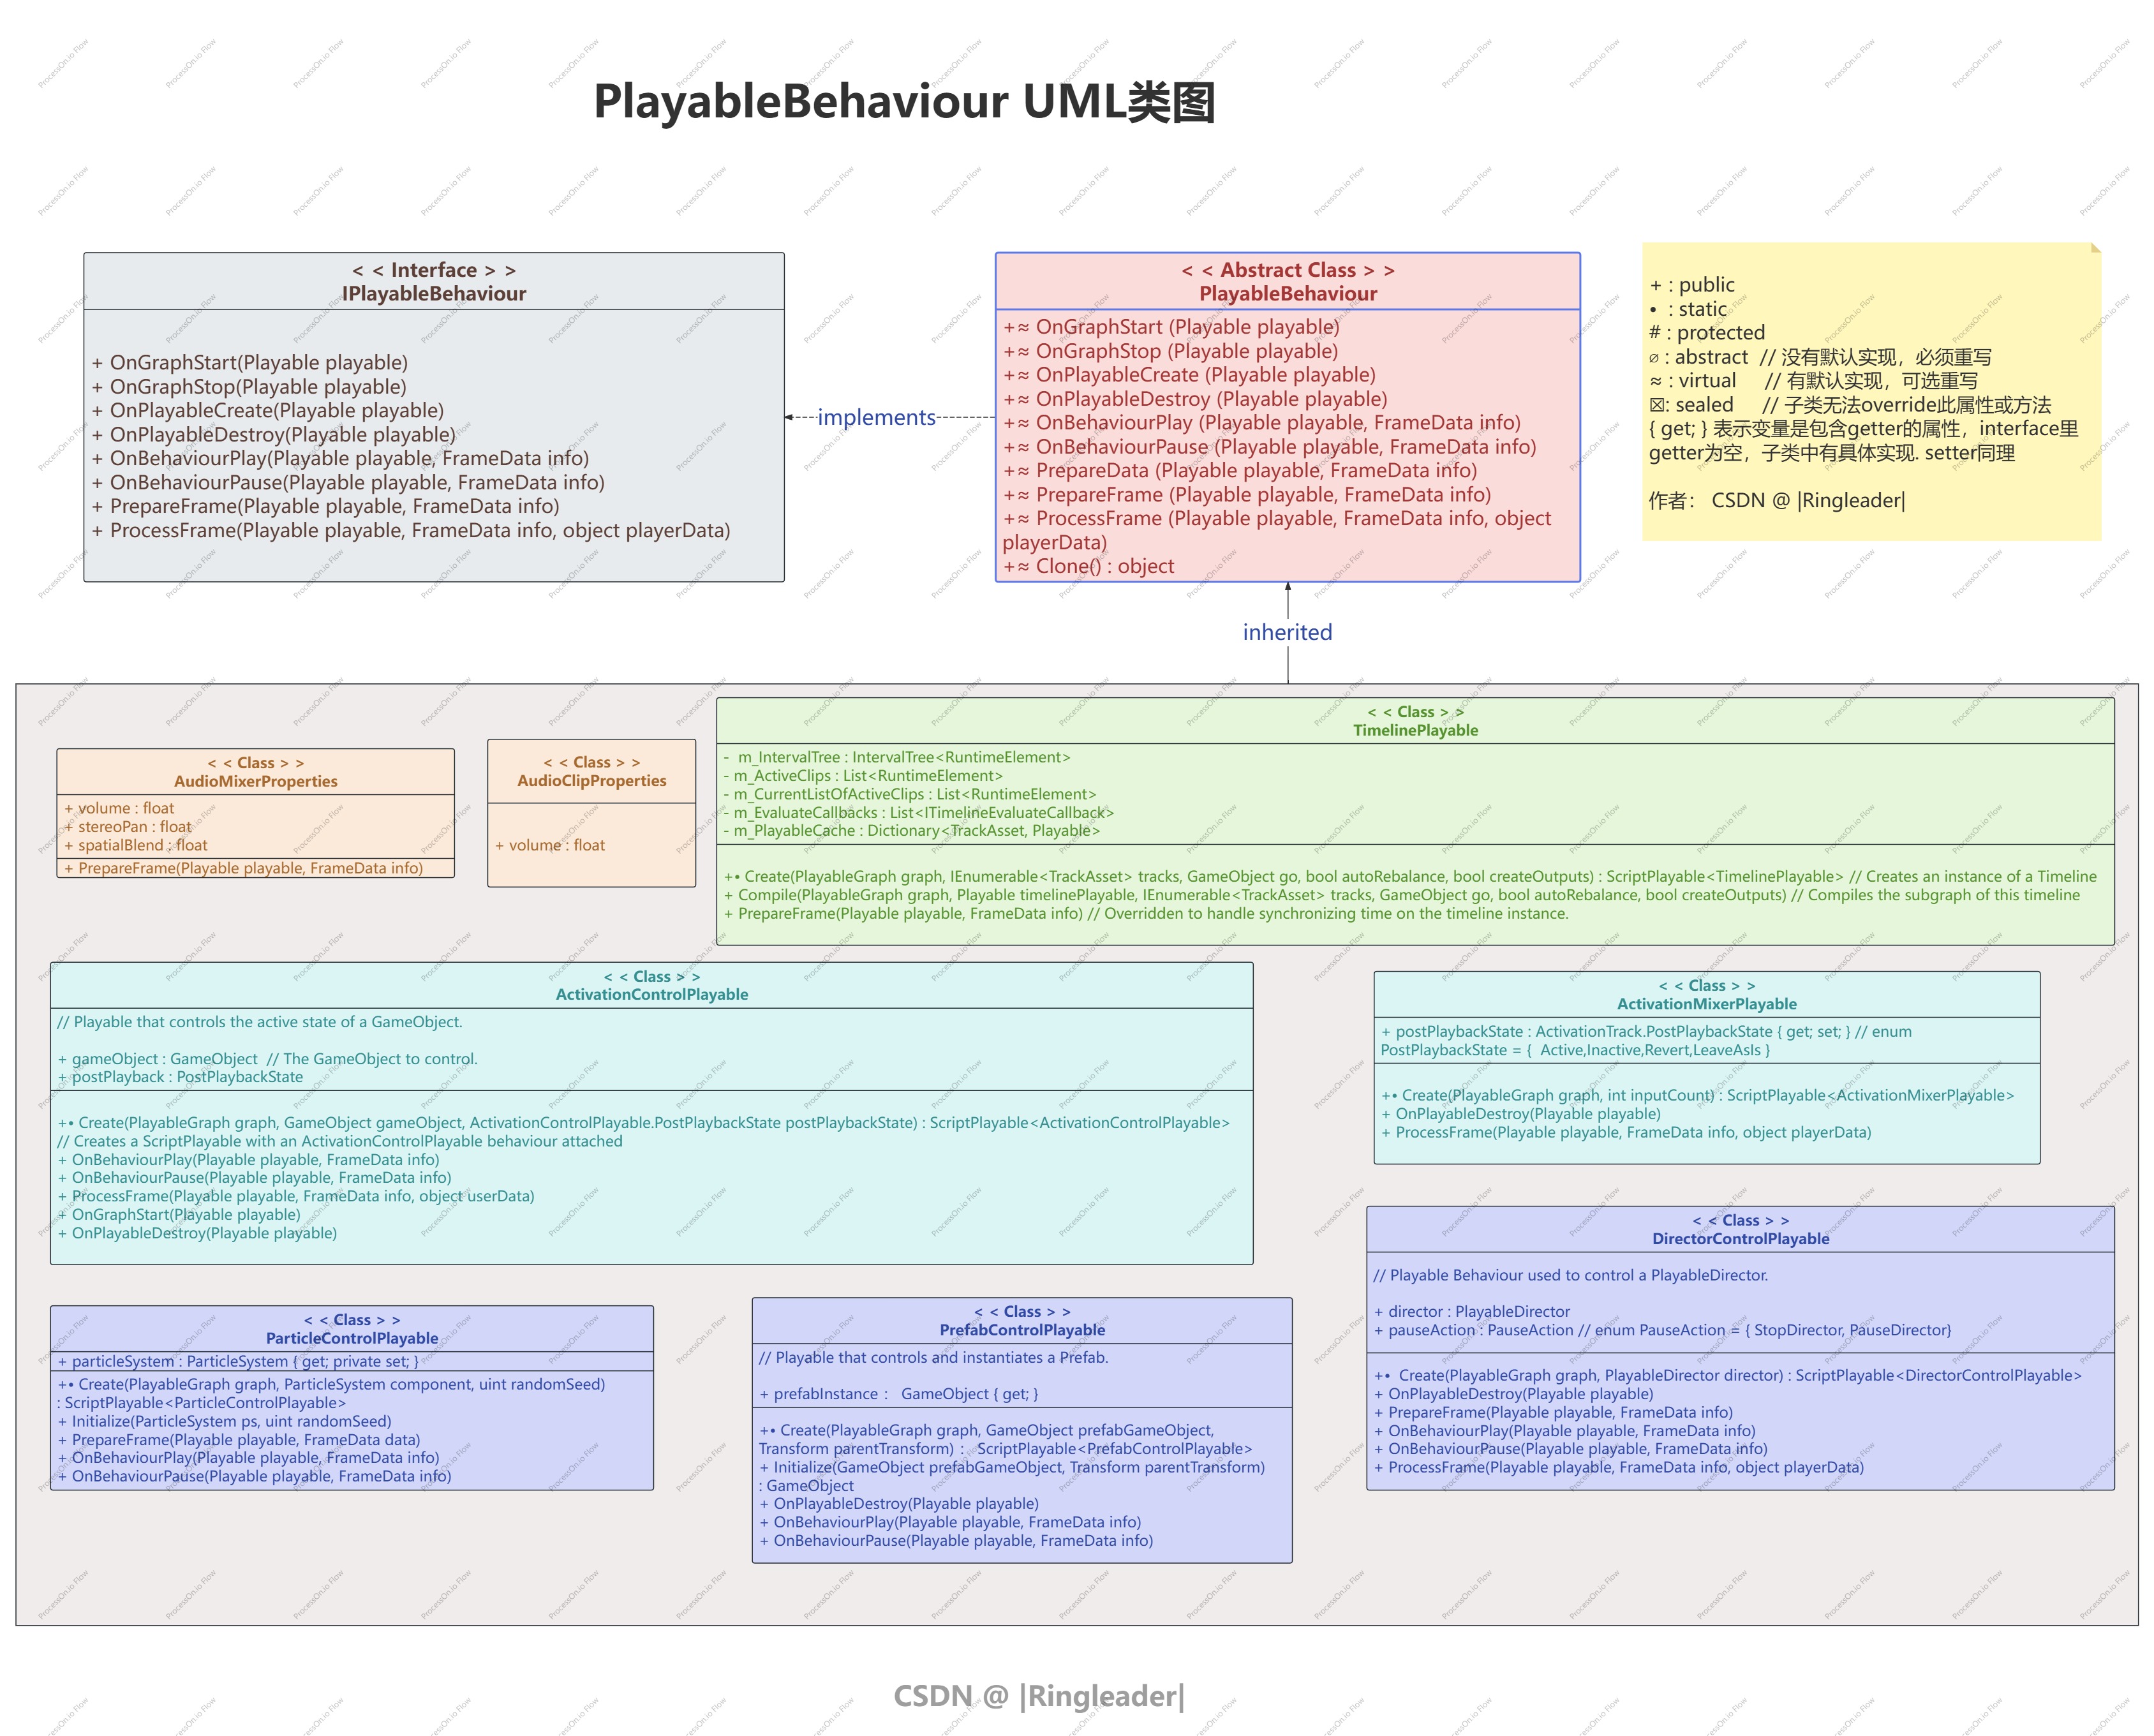 PlayableBehaviour UML类图
< < Interface > >
IPlayableBehaviour
+ OnGraphStart(Playable playable)
+ OnGraphStop(Playable playable)
+ OnPlayableCreate(Playable playable)
+ OnPlayableDestroy(Playable playable)
+ OnBehaviourPlay(Playable playable, FrameData info)
+ OnBehaviourPause(Playable playable, FrameData info)
+ PrepareFrame(Playable playable, FrameData info)
+ ProcessFrame(Playable playable, FrameData info, object playerData)
implements
< < Abstract Class > >
PlayableBehaviour
+≈ OnGraphStart (Playable playable)
+≈ OnGraphStop (Playable playable)
+≈ OnPlayableCreate (Playable playable)
+≈ OnPlayableDestroy (Playable playable)
+≈ OnBehaviourPlay (Playable playable, FrameData info)
+≈ OnBehaviourPause (Playable playable, FrameData info)
+≈ PrepareData (Playable playable, FrameData info)
+≈ PrepareFrame (Playable playable, FrameData info)
+≈ ProcessFrame (Playable playable, FrameData info, object
playerData)
+≈ Clone() : object
+ : public
• : static
# : protected
⌀ : abstract // 没有默认实现，必须重写
≈ : virtual // 有默认实现，可选重写
☒: sealed // 子类无法override此属性或方法
{ get; } 表示变量是包含getter的属性，interface里
getter为空，子类中有具体实现. setter同理
作者： CSDN @ |Ringleader|
inherited
< < Class > >
AudioMixerProperties
+ volume : float
+ stereoPan : float
+ spatialBlend : float
+ PrepareFrame(Playable playable, FrameData info)
< < Class > >
AudioClipProperties
+ volume : float
< < Class > >
TimelinePlayable
- m_IntervalTree : IntervalTree<RuntimeElement>
- m_ActiveClips : List<RuntimeElement>
- m_CurrentListOfActiveClips : List<RuntimeElement>
- m_EvaluateCallbacks : List<ITimelineEvaluateCallback>
- m_PlayableCache : Dictionary<TrackAsset, Playable>
+• Create(PlayableGraph graph, IEnumerable<TrackAsset> tracks, GameObject go, bool autoRebalance, bool createOutputs) : ScriptPlayable<TimelinePlayable> // Creates an instance of a Timeline
+ Compile(PlayableGraph graph, Playable timelinePlayable, IEnumerable<TrackAsset> tracks, GameObject go, bool autoRebalance, bool createOutputs) // Compiles the subgraph of this timeline
+ PrepareFrame(Playable playable, FrameData info) // Overridden to handle synchronizing time on the timeline instance.
< < Class > >
ActivationControlPlayable
// Playable that controls the active state of a GameObject.
+ gameObject : GameObject // The GameObject to control.
+ postPlayback : PostPlaybackState
+• Create(PlayableGraph graph, GameObject gameObject, ActivationControlPlayable.PostPlaybackState postPlaybackState) : ScriptPlayable<ActivationControlPlayable>
// Creates a ScriptPlayable with an ActivationControlPlayable behaviour attached
+ OnBehaviourPlay(Playable playable, FrameData info)
+ OnBehaviourPause(Playable playable, FrameData info)
+ ProcessFrame(Playable playable, FrameData info, object userData)
+ OnGraphStart(Playable playable)
+ OnPlayableDestroy(Playable playable)
< < Class > >
ActivationMixerPlayable
+ postPlaybackState : ActivationTrack.PostPlaybackState { get; set; } // enum
PostPlaybackState = { Active,Inactive,Revert,LeaveAsIs }
+• Create(PlayableGraph graph, int inputCount) : ScriptPlayable<ActivationMixerPlayable>
+ OnPlayableDestroy(Playable playable)
+ ProcessFrame(Playable playable, FrameData info, object playerData)
< < Class > >
ParticleControlPlayable
+ particleSystem : ParticleSystem { get; private set; }
+• Create(PlayableGraph graph, ParticleSystem component, uint randomSeed)
: ScriptPlayable<ParticleControlPlayable>
+ Initialize(ParticleSystem ps, uint randomSeed)
+ PrepareFrame(Playable playable, FrameData data)
+ OnBehaviourPlay(Playable playable, FrameData info)
+ OnBehaviourPause(Playable playable, FrameData info)
< < Class > >
PrefabControlPlayable
// Playable that controls and instantiates a Prefab.
+ prefabInstance： GameObject { get; }
+• Create(PlayableGraph graph, GameObject prefabGameObject,
Transform parentTransform)： ScriptPlayable<PrefabControlPlayable>
+ Initialize(GameObject prefabGameObject, Transform parentTransform)
: GameObject
+ OnPlayableDestroy(Playable playable)
+ OnBehaviourPlay(Playable playable, FrameData info)
+ OnBehaviourPause(Playable playable, FrameData info)
< < Class > >
DirectorControlPlayable
// Playable Behaviour used to control a PlayableDirector.
+ director : PlayableDirector
+ pauseAction : PauseAction // enum PauseAction = { StopDirector, PauseDirector}
+• Create(PlayableGraph graph, PlayableDirector director) : ScriptPlayable<DirectorControlPlayable>
+ OnPlayableDestroy(Playable playable)
+ PrepareFrame(Playable playable, FrameData info)
+ OnBehaviourPlay(Playable playable, FrameData info)
+ OnBehaviourPause(Playable playable, FrameData info)
+ ProcessFrame(Playable playable, FrameData info, object playerData)
CSDN @ |Ringleader|